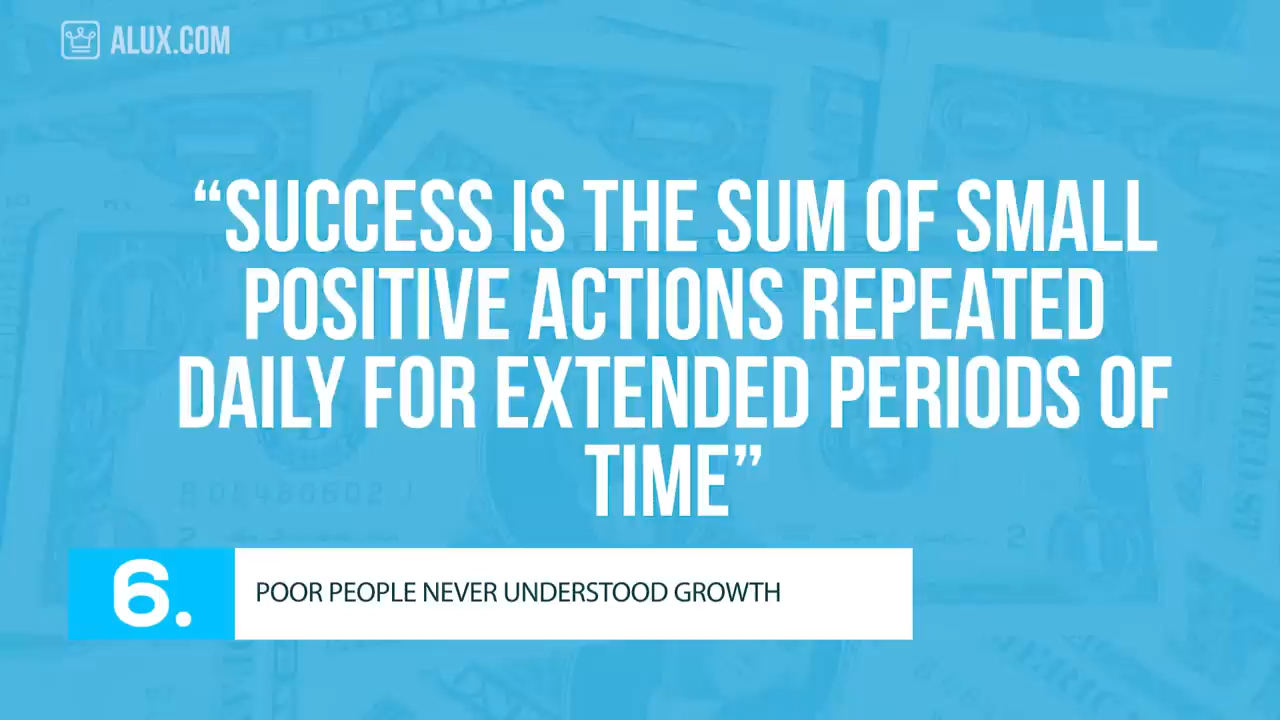 ALUX.COM
“SUCCESS IS THE SUM OF SMALL
POSITIVE ACTIONS REPEATED
DAILY FOR EXTENDED PERIODS OF
TIME”
6.
POOR PEOPLE NEVER UNDERSTOOD GROWTH